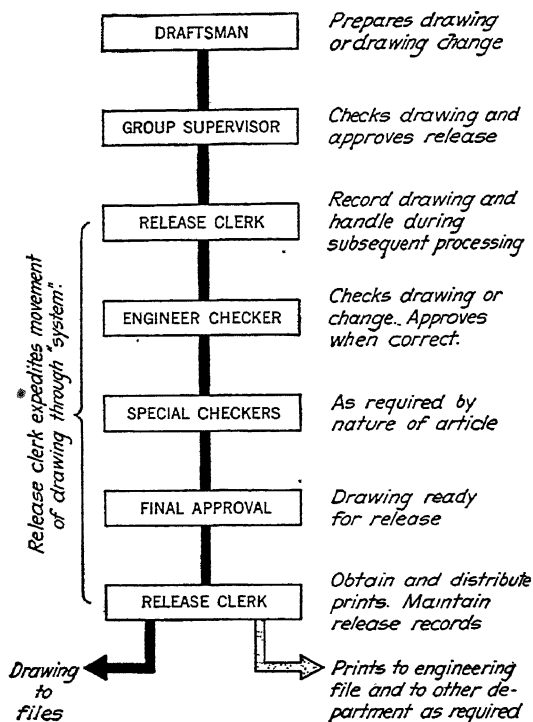 DRAFTSMAN
Prepares drawing
or drawing change
GROUP SUPERVISOR
Checks drawing and
approves release
RELEASE CLERK
Record drawing and
handle during
subsequent processing
ENGINEER CHECKER
Checks drawing or
change. Approves
when correct.
SPECIAL CHECKERS
As required by
nature of article
FINAL APPROVAL
Drawing ready
for release
RELEASE CLERK
Obtain and distribute
prints. Maintain
release records
Release clerk expedites movement
of drawing through "system".
Drawing
to
files
Prints to engineering
file and to other de-
partment as required